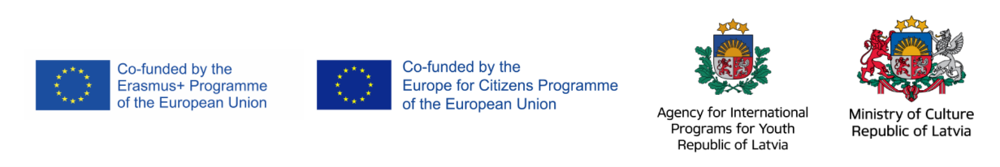 Co-funded by the
Erasmus+ Programme
of the European Union
Co-funded by the
Europe for Citizens Programme
of the European Union
Agency for International
Programs for Youth
Republic of Latvia
Ministry of Culture
Republic of Latvia